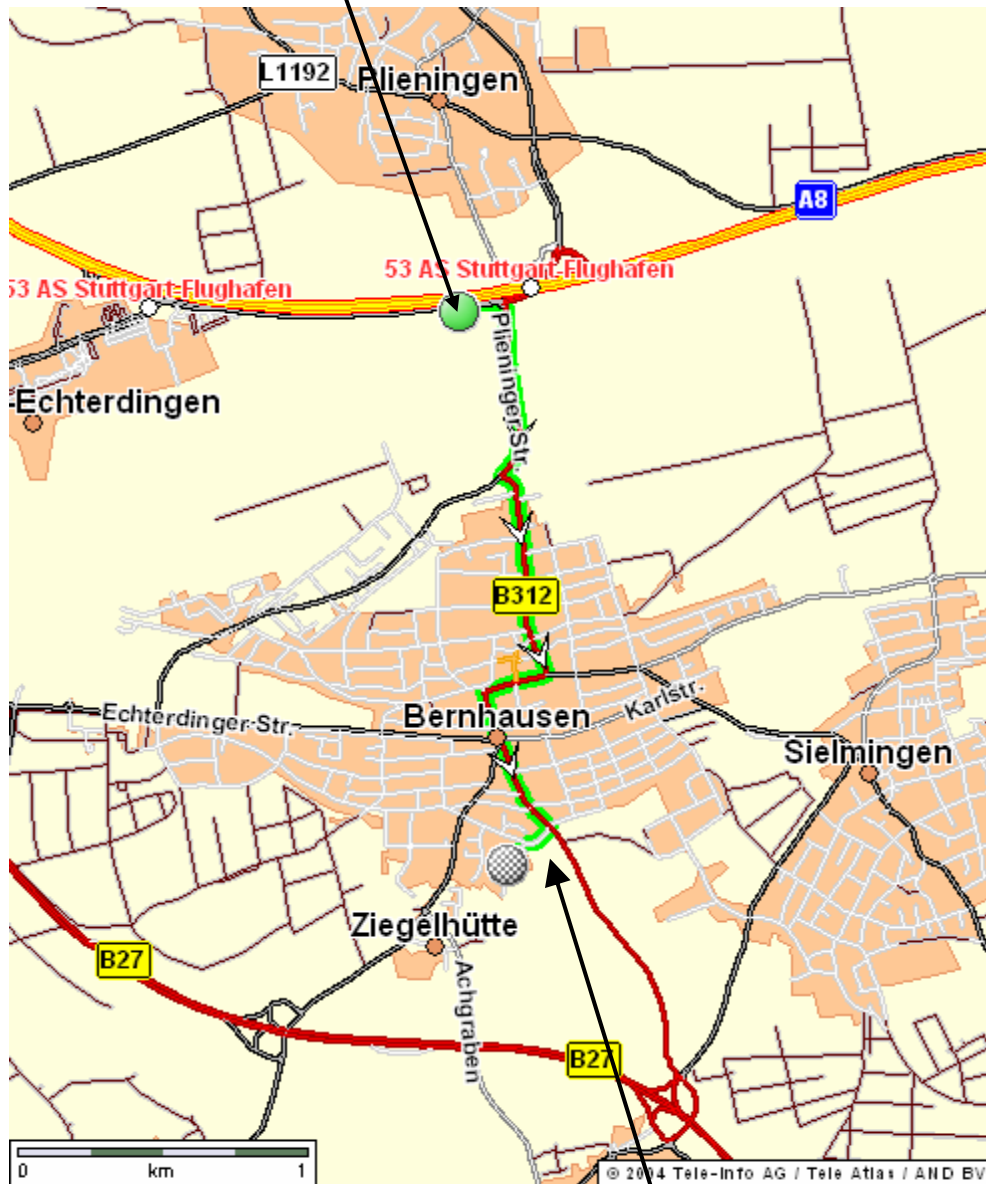 L1192
Plieningen
A8
53 AS Stuttgart-Flughafen
53 AS Stuttgart-Flughafen
Plieninger Str.
-Echterdingen
B312
Karlstr.
Echterdinger Str.
Bernhausen
Sielmingen
Ziegelhütte
B27
Achgraben
B27
0 km 1
© 2004 Tele-Info AG / Tele Atlas / AND BV